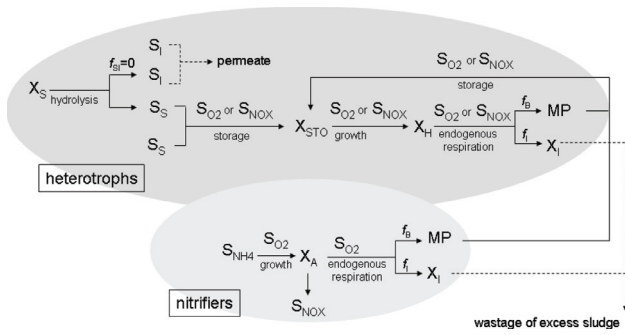 S_I
S_O2 or S_NOX
f_SI=0
permeate
storage
X_S
hydrolysis
S_I
S_S
S_O2 or S_NOX
storage
X_STO
S_O2 or S_NOX
growth
X_H
S_O2 or S_NOX
endogenous
respiration
f_B
MP
f_I
X_I
S_S
heterotrophs
S_NH4
S_O2
growth
X_A
S_O2
endogenous
respiration
f_B
MP
f_I
X_I
S_NOX
nitrifiers
wastage of excess sludge